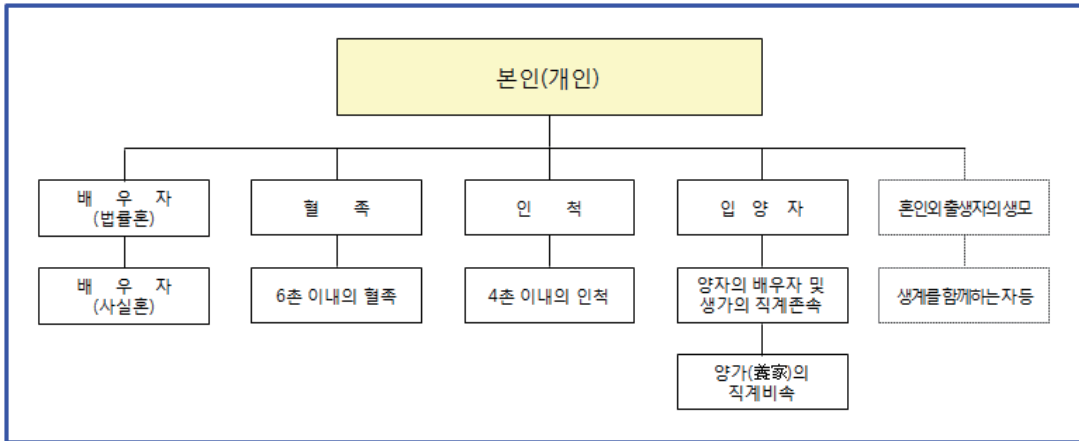 본인(개인)
배 우 자
(법률혼)
혈 족
인 척
입 양 자
혼인외출생자의생모
배 우 자
(사실혼)
6촌 이내의 혈족
4촌 이내의 인척
양자의 배우자 및
생가의 직계존속
생계를함께하는자등
양가(養家)의
직계비속